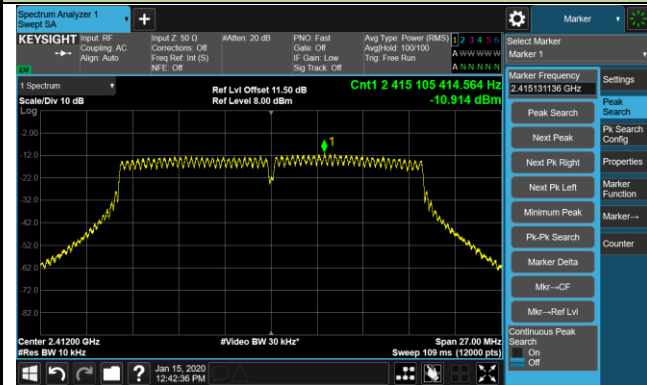 Spectrum Analyzer 1
Swept SA
Marker
KEYSIGHT
Input: RF
Coupling: AC
Align: Auto
Input Z: 50 Ω
Corrections: Off
Freq Ref: Int (S)
NFE: Off
#Atten: 20 dB
PNO: Fast
Gate: Off
IF Gain: Low
Sig Track: Off
Avg Type: Power (RMS)
Avg|Hold: 100/100
Trig: Free Run
1 2 3 4 5 6
A W W W W W
A N N N N N
Select Marker
Marker 1
1 Spectrum
Scale/Div 10 dB
Log
Ref Lvl Offset 11.50 dB
Ref Level 8.00 dBm
Cnt1 2 415 105 414.564 Hz
-10.914 dBm
1
-2.00
-12.0
-22.0
-32.0
-42.0
-52.0
-62.0
-72.0
-82.0
Center 2.41200 GHz
#Res BW 10 kHz
#Video BW 30 kHz*
Span 27.00 MHz
Sweep 109 ms (12000 pts)
Marker Frequency
2.415131136 GHz
Peak Search
Next Peak
Next Pk Right
Next Pk Left
Minimum Peak
Pk-Pk Search
Marker Delta
Mkr→CF
Mkr→Ref Lvl
Continuous Peak
Search
On
Off
Settings
Peak
Search
Pk Search
Config
Properties
Marker
Function
Marker→
Counter
?
Jan 15, 2020
12:42:36 PM